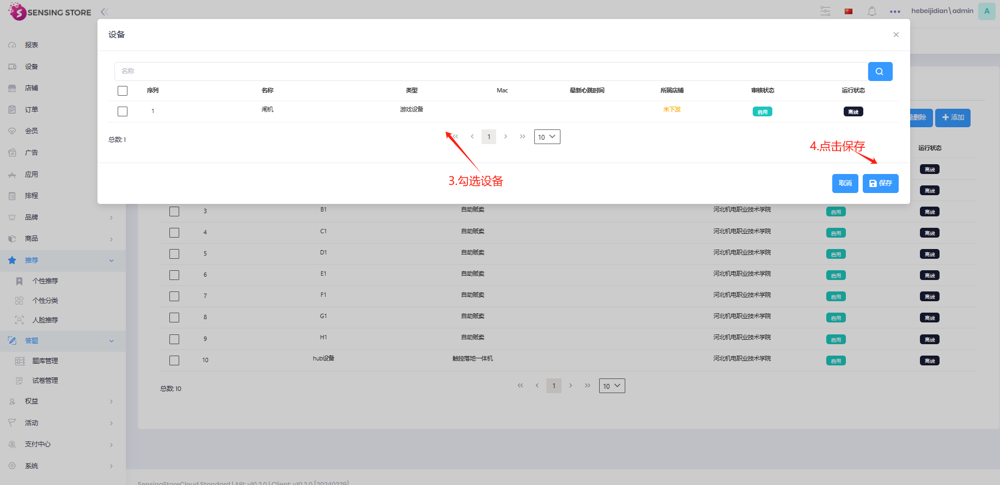 SENSING STORE
hebeijidian\admin
A
报表
设备
店铺
订单
会员
广告
应用
排程
品牌
商品
推荐
个性推荐
个性分类
人脸推荐
答题
题库管理
试卷管理
权益
活动
支付中心
系统
设备
名称
序列 名称 类型 Mac 最新心跳时间 所属店铺 审核状态 运行状态
1 闸机 游戏设备 未下发 启用 离线
总数: 1
1
10
3.勾选设备
4.点击保存
取消
保存
删除
添加
运行状态
离线
离线
3 B1 自助贩卖 河北机电职业技术学院 启用 离线
4 C1 自助贩卖 河北机电职业技术学院 启用 离线
5 D1 自助贩卖 河北机电职业技术学院 启用 离线
6 E1 自助贩卖 河北机电职业技术学院 启用 离线
7 F1 自助贩卖 河北机电职业技术学院 启用 离线
8 G1 自助贩卖 河北机电职业技术学院 启用 离线
9 H1 自助贩卖 河北机电职业技术学院 启用 离线
10 hub设备 触控落地一体机 河北机电职业技术学院 启用 离线
总数: 10
1
10
SensingStoreCloud Standard | API: v10.2.0 | Client: v10.2.0 [20240229]